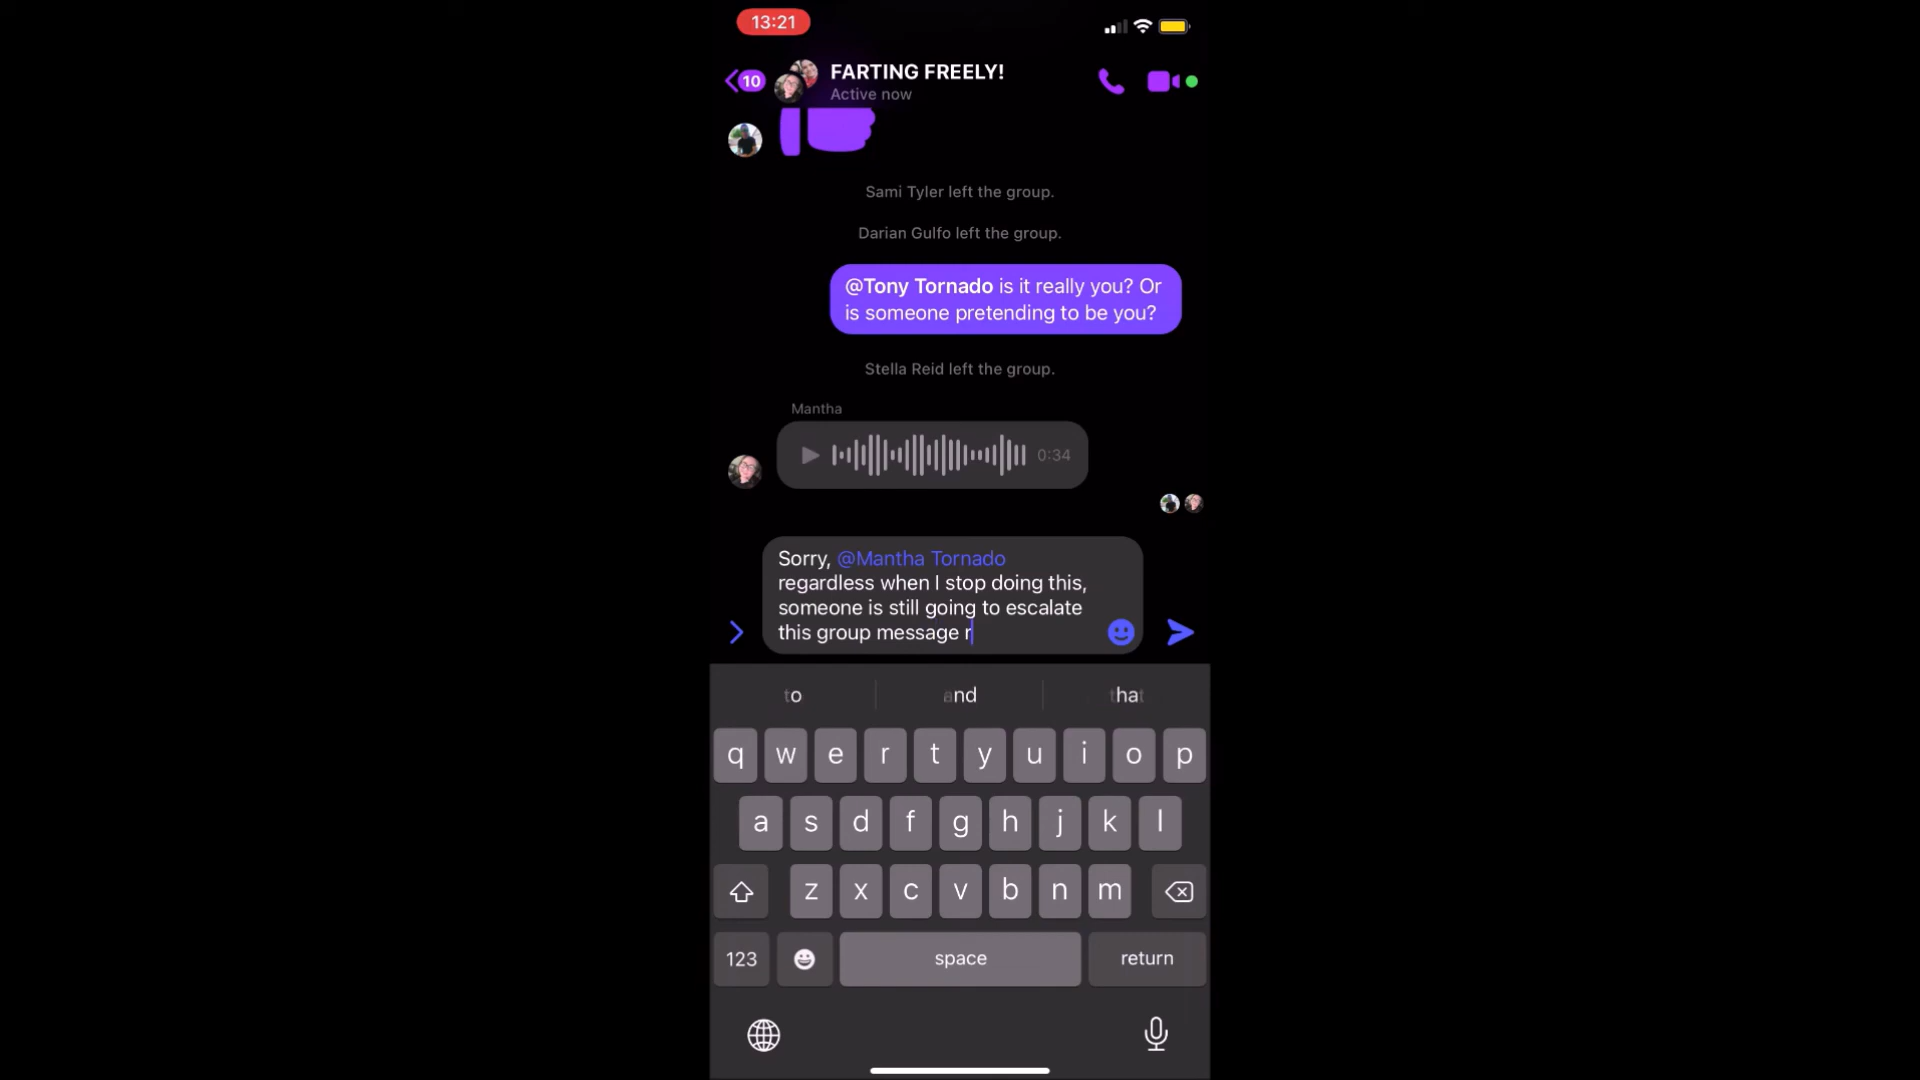 13:21
10
FARTING FREELY!
Active now
Sami Tyler left the group.
Darian Gulfo left the group.
@Tony Tornado is it really you? Or
is someone pretending to be you?
Stella Reid left the group.
Mantha
0:34
Sorry, @Mantha Tornado
regardless when I stop doing this,
someone is still going to escalate
this group message r
to and that
q w e r t y u i o p
a s d f g h j k l
z x c v b n m
123 space return